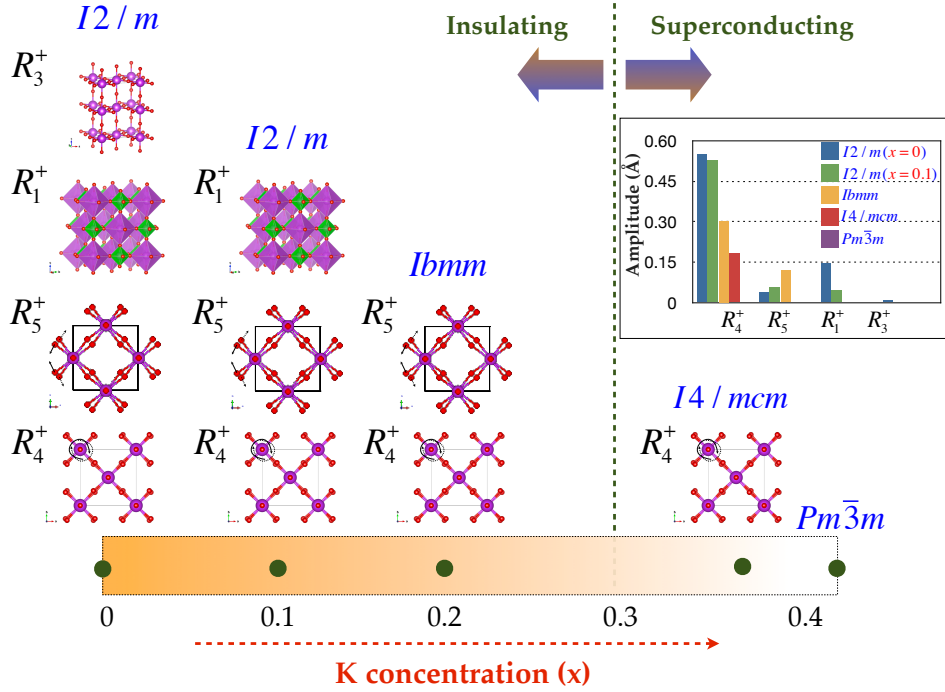 I2/m
Insulating
Superconducting
R₃⁺
I2/m
R₁⁺
R₁⁺
Ibmm
R₅⁺
R₅⁺
R₅⁺
I4/mcm
R₄⁺
R₄⁺
R₄⁺
R₄⁺
Pm3̅m
Amplitude (Å)
0.60
0.45
0.30
0.15
0
I2/m(x=0)
I2/m(x=0.1)
Ibmm
I4/mcm
Pm3̅m
R₄⁺ R₅⁺ R₁⁺ R₃⁺
0 0.1 0.2 0.3 0.4
K concentration (x)